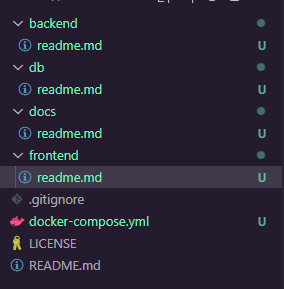 backend
readme.md U
db
readme.md U
docs
readme.md U
frontend
readme.md U
.gitignore
docker-compose.yml U
LICENSE
README.md